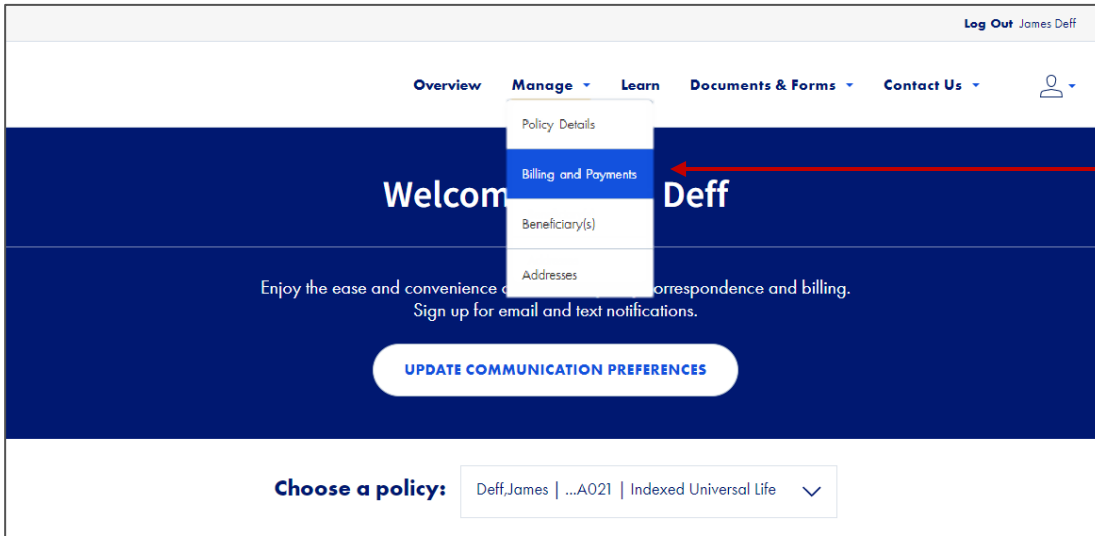 Log Out James Deff
Overview Manage Learn Documents & Forms Contact Us
Policy Details
Billing and Payments
Beneficiary(s)
Addresses
Welcom Deff
Enjoy the ease and convenience orrespondence and billing.
Sign up for email and text notifications.
UPDATE COMMUNICATION PREFERENCES
Choose a policy: Deff,James | ...A021 | Indexed Universal Life